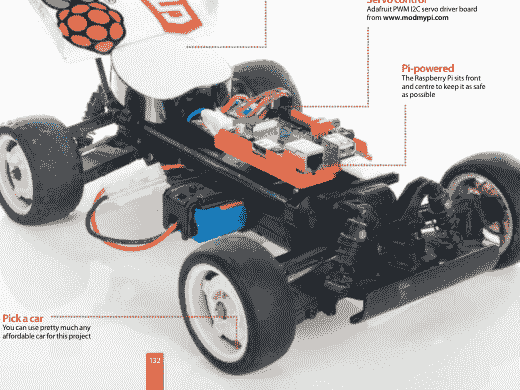 Servo control
Adafruit PWM I2C servo driver board
from www.modmypi.com
Pi-powered
The Raspberry Pi sits front
and centre to keep it as safe
as possible
Pick a car
You can use pretty much any
affordable car for this project
132